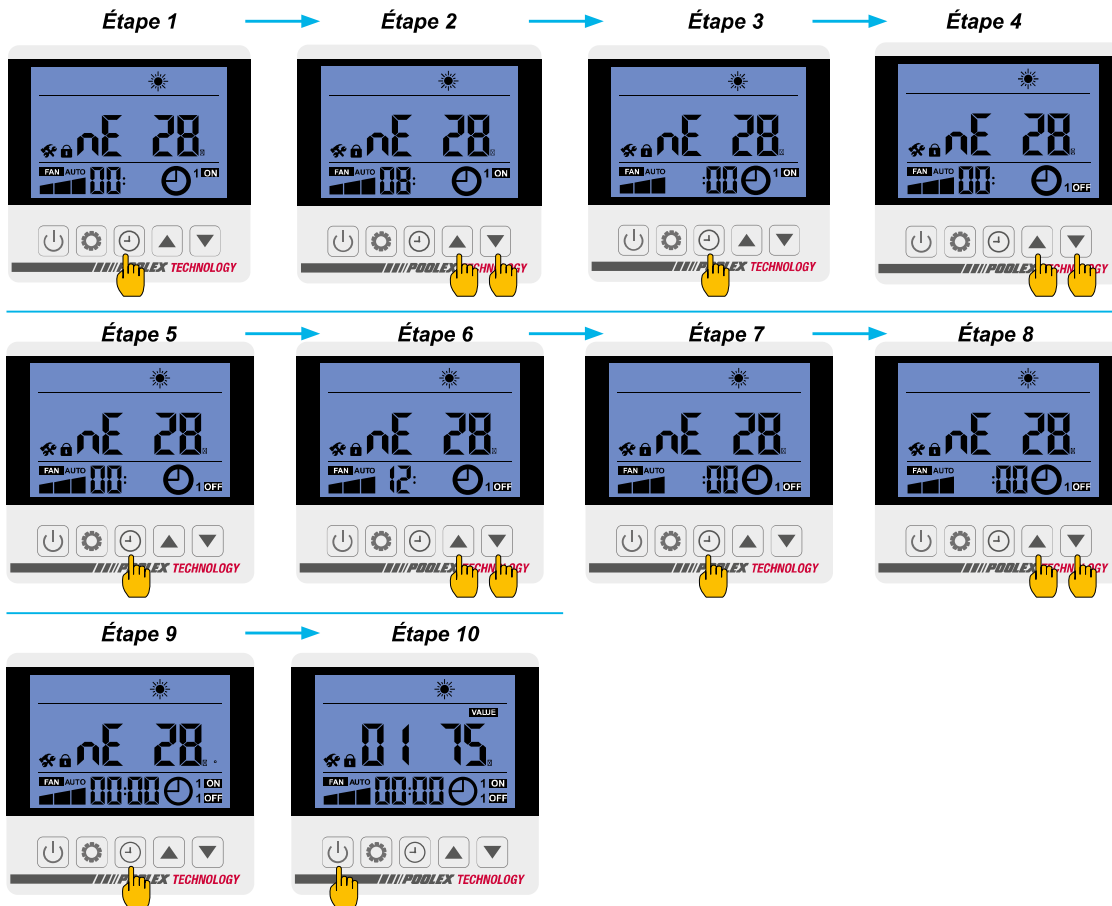 Étape 1
Étape 2
Étape 3
Étape 4
nE 28
FAN AUTO
00:
1 ON
POOLEX TECHNOLOGY
nE 28
FAN AUTO
08:
1 ON
POOLEX TECHNOLOGY
nE 28
FAN AUTO
:00
1 ON
POOLEX TECHNOLOGY
nE 28
FAN AUTO
00:
1 OFF
POOLEX TECHNOLOGY
Étape 5
Étape 6
Étape 7
Étape 8
nE 28
FAN AUTO
00:
1 OFF
POOLEX TECHNOLOGY
nE 28
FAN AUTO
12:
1 OFF
POOLEX TECHNOLOGY
nE 28
FAN AUTO
:00
1 OFF
POOLEX TECHNOLOGY
nE 28
FAN AUTO
:00
1 OFF
POOLEX TECHNOLOGY
Étape 9
Étape 10
nE 28
FAN AUTO
00:00
1 ON
1 OFF
POOLEX TECHNOLOGY
VALUE
01 75
FAN AUTO
00:00
1 ON
1 OFF
POOLEX TECHNOLOGY